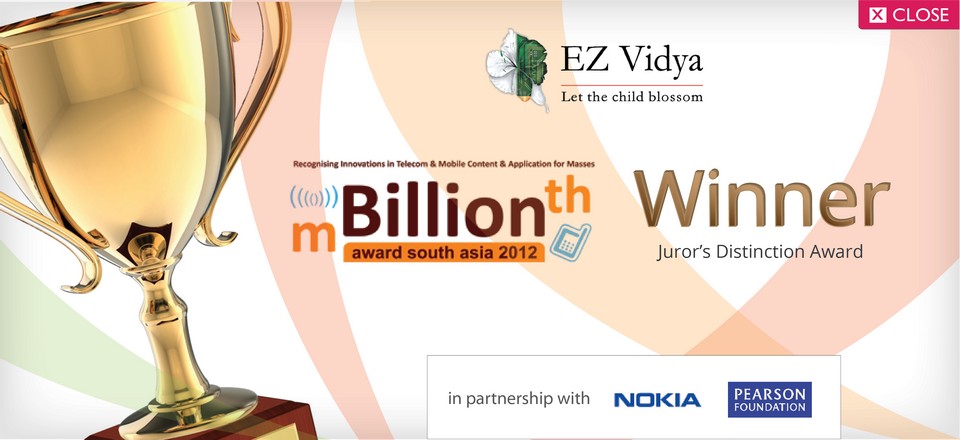 X CLOSE
EZ Vidya
Let the child blossom
Recognising Innovations in Telecom & Mobile Content & Application for Masses
mBillionth
award south asia 2012
Winner
Juror's Distinction Award
in partnership with NOKIA PEARSON
FOUNDATION